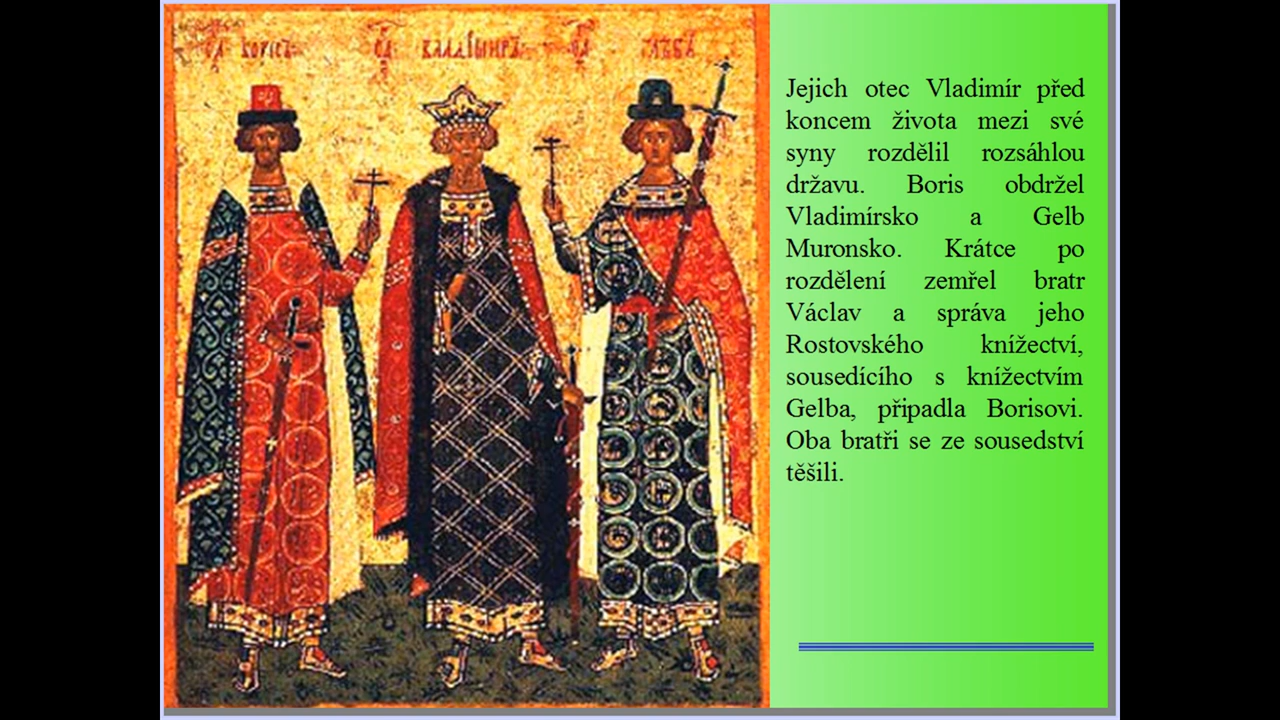 владимиръ
Jejich otec Vladimír před
koncem života mezi své
syny rozdělil rozsáhlou
državu. Boris obdržel
Vladimírsko a Gelb
Muronsko. Krátce po
rozdělení zemřel bratr
Václav a správa jeho
Rostovského knížectví,
sousedícího s knížectvím
Gelba, připadla Borisovi.
Oba bratři se ze sousedství
těšili.